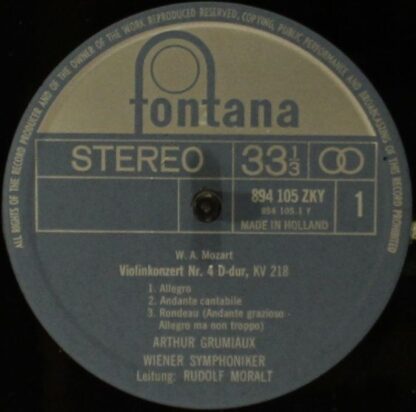 ALL RIGHTS OF THE RECORD PRODUCER AND OF THE OWNER OF THE WORK REPRODUCED RESERVED, COPYING, PUBLIC PERFORMANCE AND BROADCASTING OF THIS RECORD PROHIBITED
fontana
STEREO 33 1/3
894 105 ZKY
894 105.1 Y
1
MADE IN HOLLAND
W. A. Mozart
Violinkonzert Nr. 4 D-dur, KV 218
1. Allegro
2. Andante cantabile
3. Rondeau (Andante grazioso -
Allegro ma non troppo)
ARTHUR GRUMIAUX
WIENER SYMPHONIKER
Leitung: RUDOLF MORALT